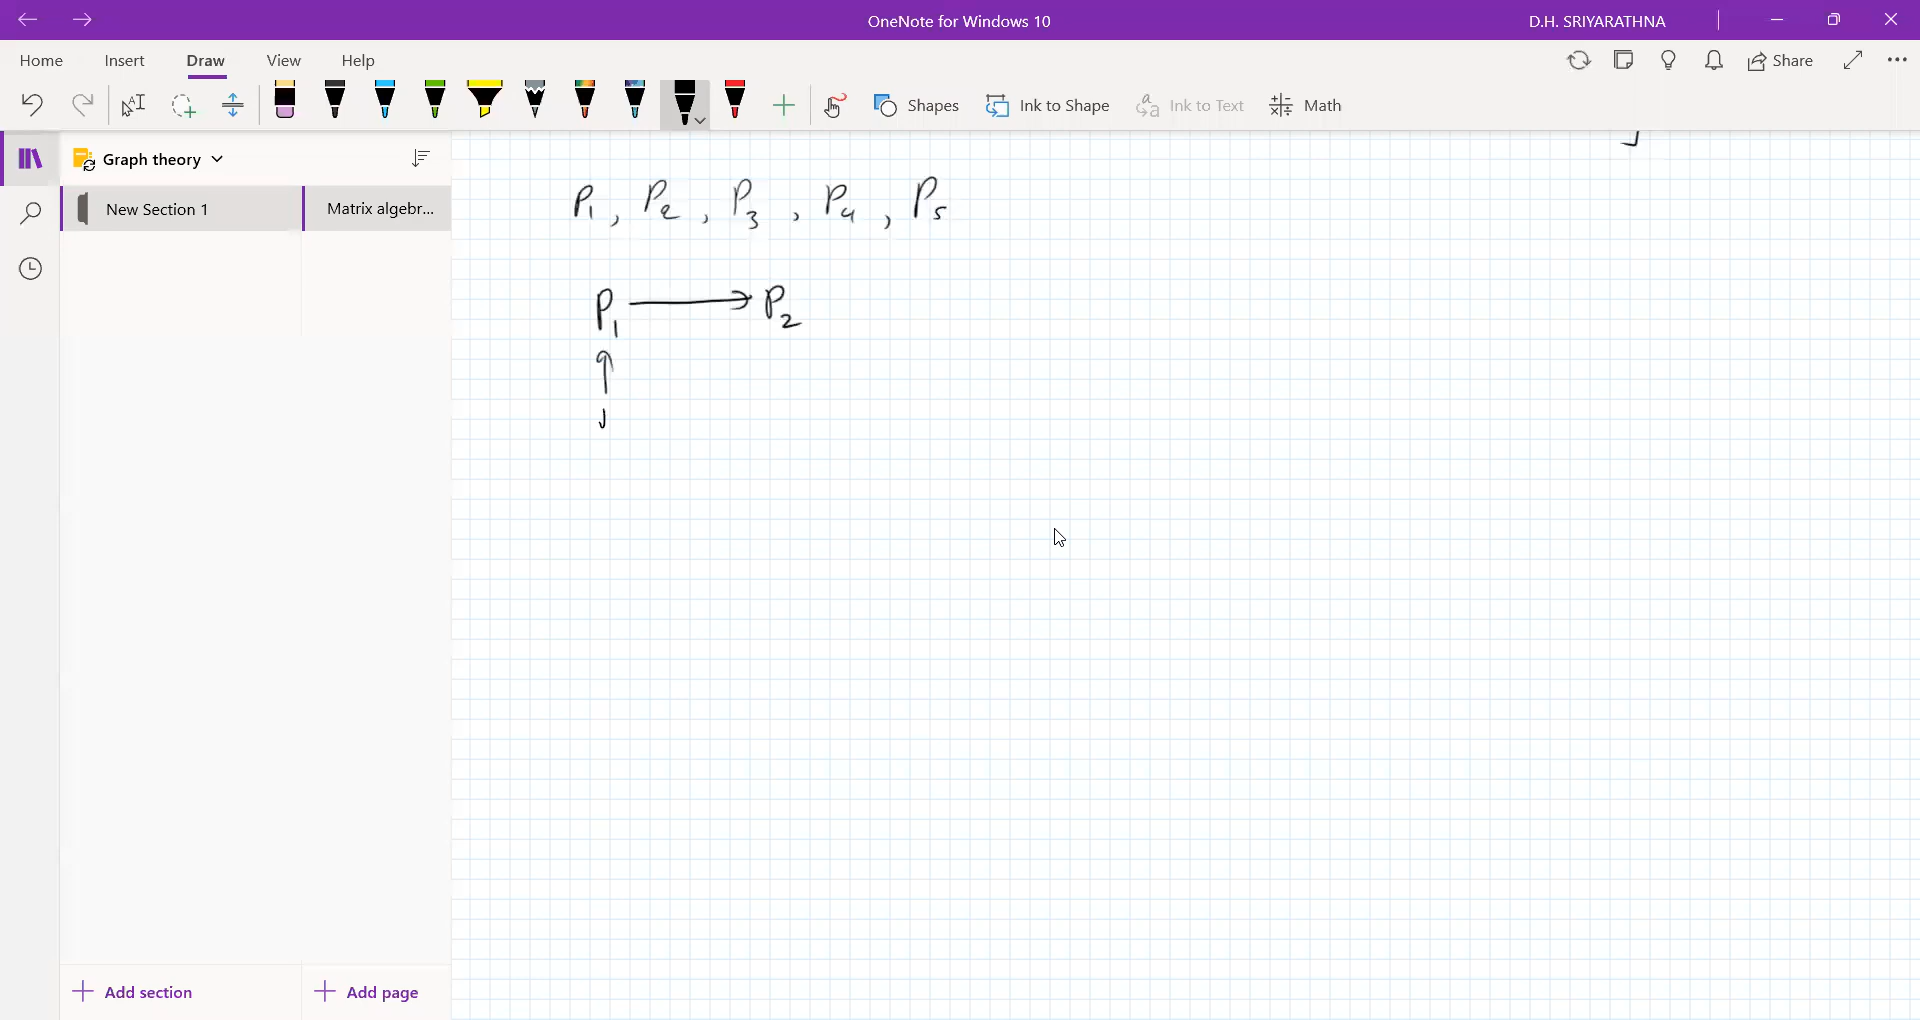 OneNote for Windows 10
D.H. SRIYARATHNA
Home Insert Draw View Help
Share
Shapes Ink to Shape Ink to Text Math
Graph theory
New Section 1
Matrix algebr...
P₁ , P₂ , P₃ , P₄ , P₅
P₁ → P₂
↑
Add section
Add page